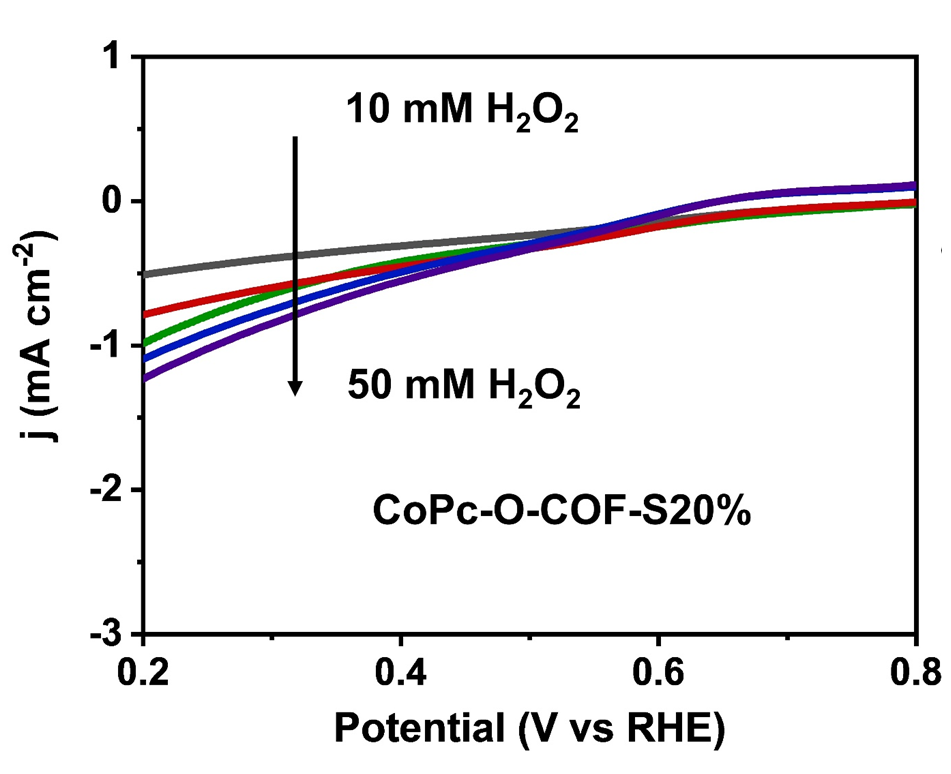 1
0
-1
-2
-3
j (mA cm⁻²)
10 mM H₂O₂
50 mM H₂O₂
CoPc-O-COF-S20%
0.2 0.4 0.6 0.8
Potential (V vs RHE)